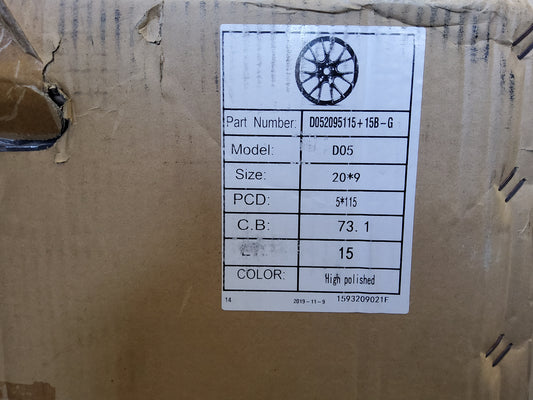 Part Number: D052095115+15B-G
Model: D05
Size: 20*9
PCD: 5*115
C.B: 73.1
15
COLOR: High polished
14 2019-11-9 1593209021F